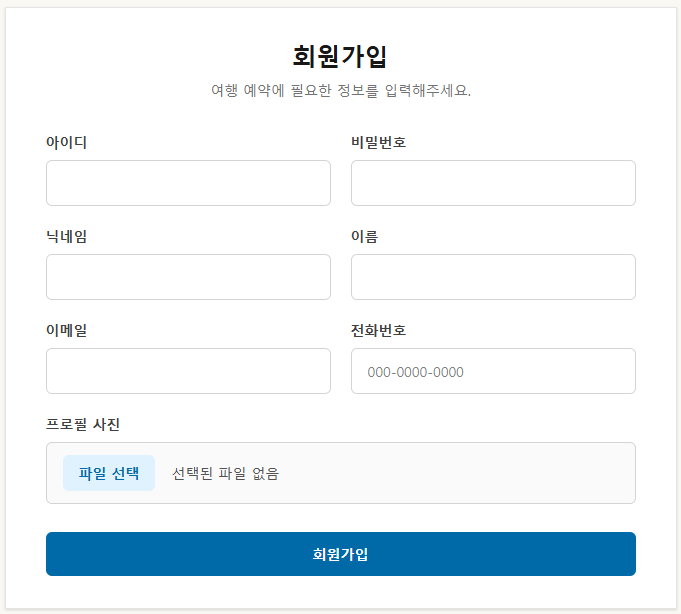 회원가입
여행 예약에 필요한 정보를 입력해주세요.
아이디
비밀번호
닉네임
이름
이메일
전화번호
000-0000-0000
프로필 사진
파일 선택 선택된 파일 없음
회원가입